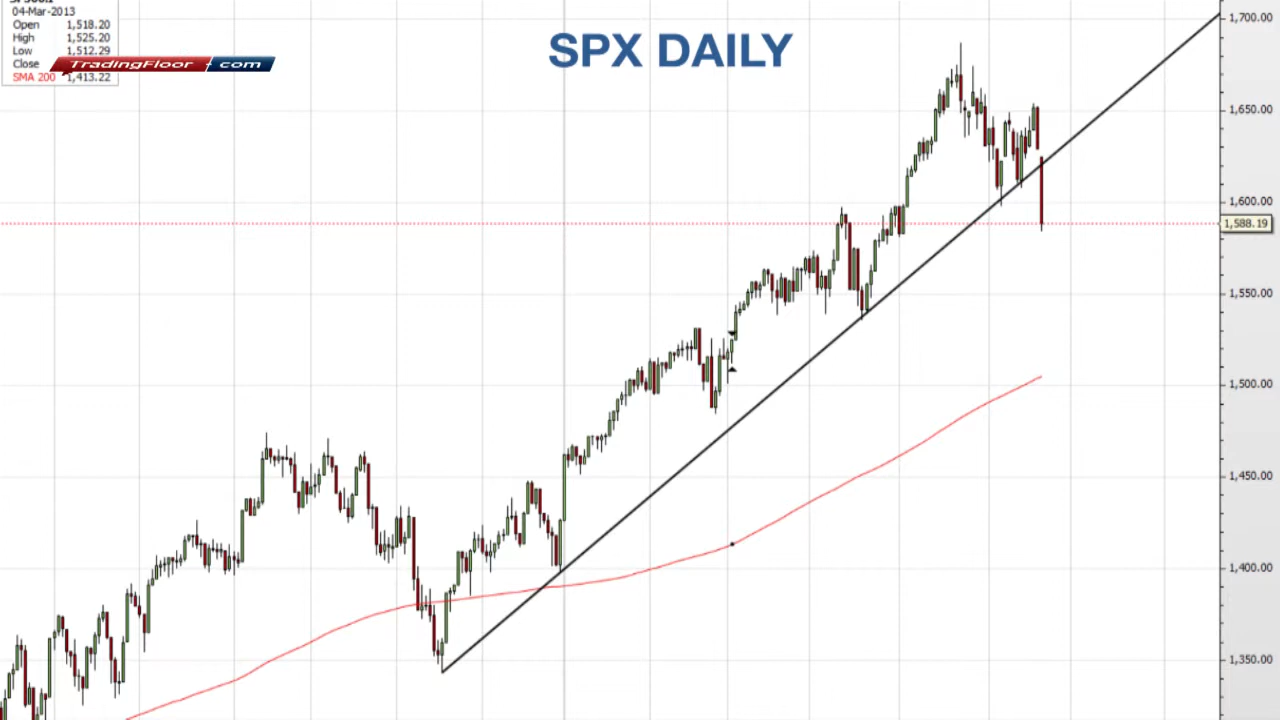 04-Mar-2013
Open 1,518.20
High 1,525.20
Low 1,512.29
Close
SMA 200 1,413.22
TradingFloor - com
SPX DAILY
1,700.00
1,650.00
1,600.00
1,588.19
1,550.00
1,500.00
1,450.00
1,400.00
1,350.00